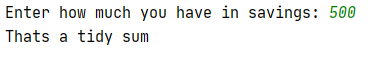 Enter how much you have in savings: 500
Thats a tidy sum